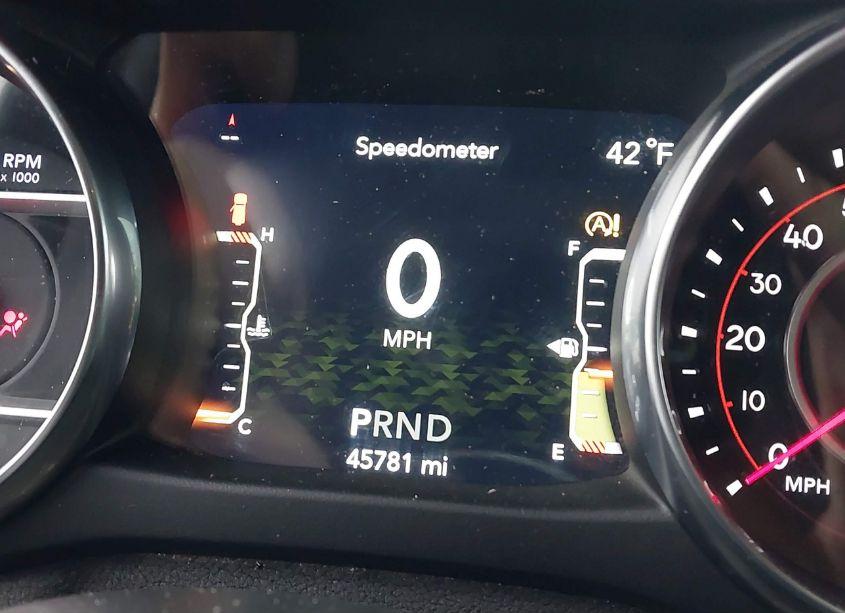 RPM
x 1000
--
Speedometer
42°F
H
C
0
MPH
PRND
45781 mi
A!
F
E
40
30
20
10
0
MPH